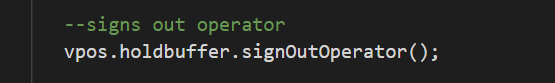 --signs out operator
vpos.holdbuffer.signOutOperator();